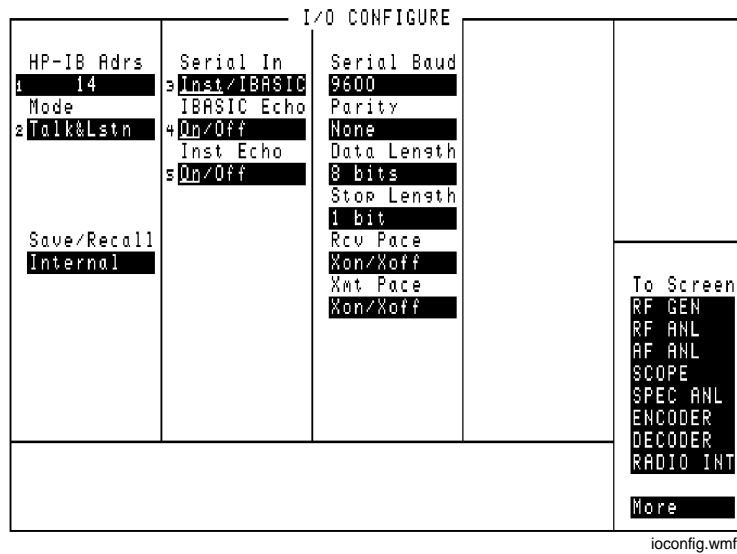 I/O CONFIGURE
HP-IB Adrs
1 14
Mode
2 Talk&Lstn
Save/Recall
Internal
Serial In
3 Inst/IBASIC
IBASIC Echo
4 On/Off
Inst Echo
5 On/Off
Serial Baud
9600
Parity
None
Data Length
8 bits
Stop Length
1 bit
Rcv Pace
Xon/Xoff
Xmt Pace
Xon/Xoff
To Screen
RF GEN
RF ANL
AF ANL
SCOPE
SPEC ANL
ENCODER
DECODER
RADIO INT
More
ioconfig.wmf